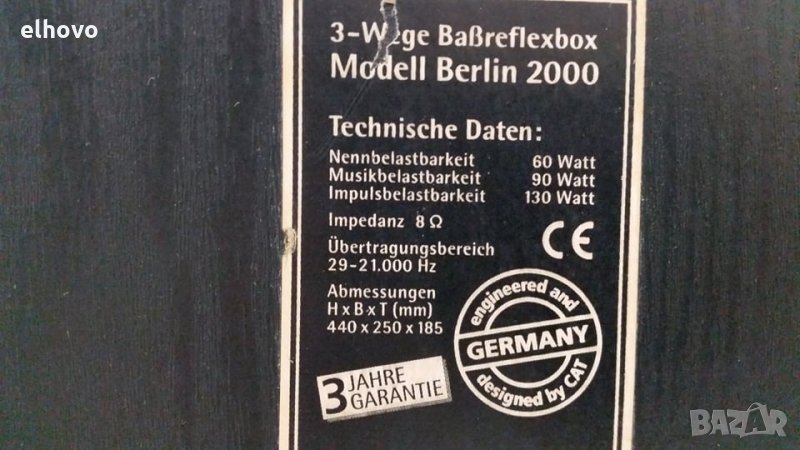 elhovo
3-Wege Baßreflexbox
Modell Berlin 2000
Technische Daten:
Nennbelastbarkeit 60 Watt
Musikbelastbarkeit 90 Watt
Impulsbelastbarkeit 130 Watt
Impedanz 8 Ω
CE
Übertragungsbereich
29-21.000 Hz
Abmessungen
H x B x T (mm)
440 x 250 x 185
engineered and
GERMANY
designed by CAT
3 JAHRE
GARANTIE
BAZAR